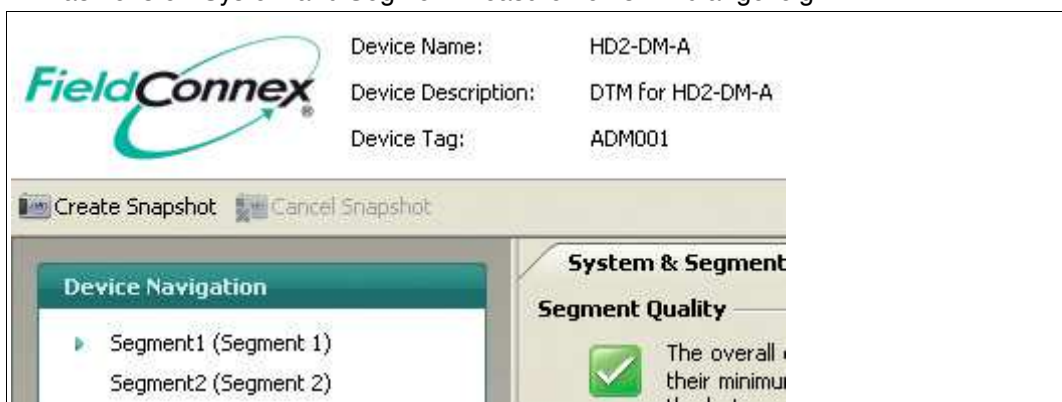 FieldConnex®
Device Name: HD2-DM-A
Device Description: DTM for HD2-DM-A
Device Tag: ADM001
Create Snapshot Cancel Snapshot
Device Navigation
Segment1 (Segment 1)
Segment2 (Segment 2)
System & Segment
Segment Quality
The overall
their minimu